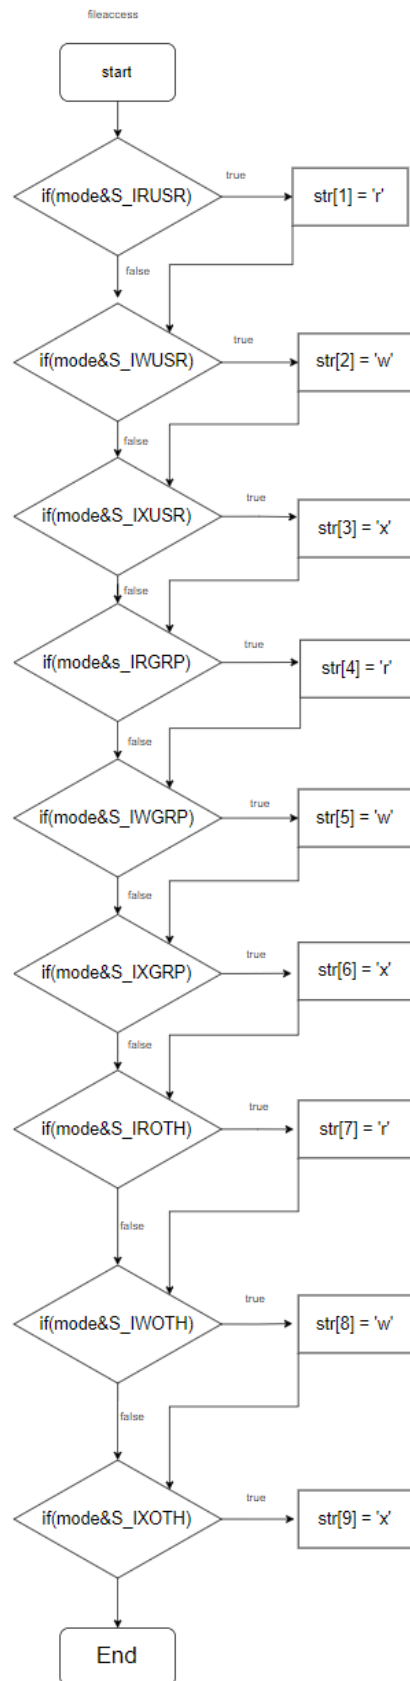 fileaccess
start
if(mode&S_IRUSR)
true
str[1] = 'r'
false
if(mode&S_IWUSR)
true
str[2] = 'w'
false
if(mode&S_IXUSR)
true
str[3] = 'x'
false
if(mode&s_IRGRP)
true
str[4] = 'r'
false
if(mode&S_IWGRP)
true
str[5] = 'w'
false
if(mode&S_IXGRP)
true
str[6] = 'x'
false
if(mode&S_IROTH)
true
str[7] = 'r'
false
if(mode&S_IWOTH)
true
str[8] = 'w'
false
if(mode&S_IXOTH)
true
str[9] = 'x'
End